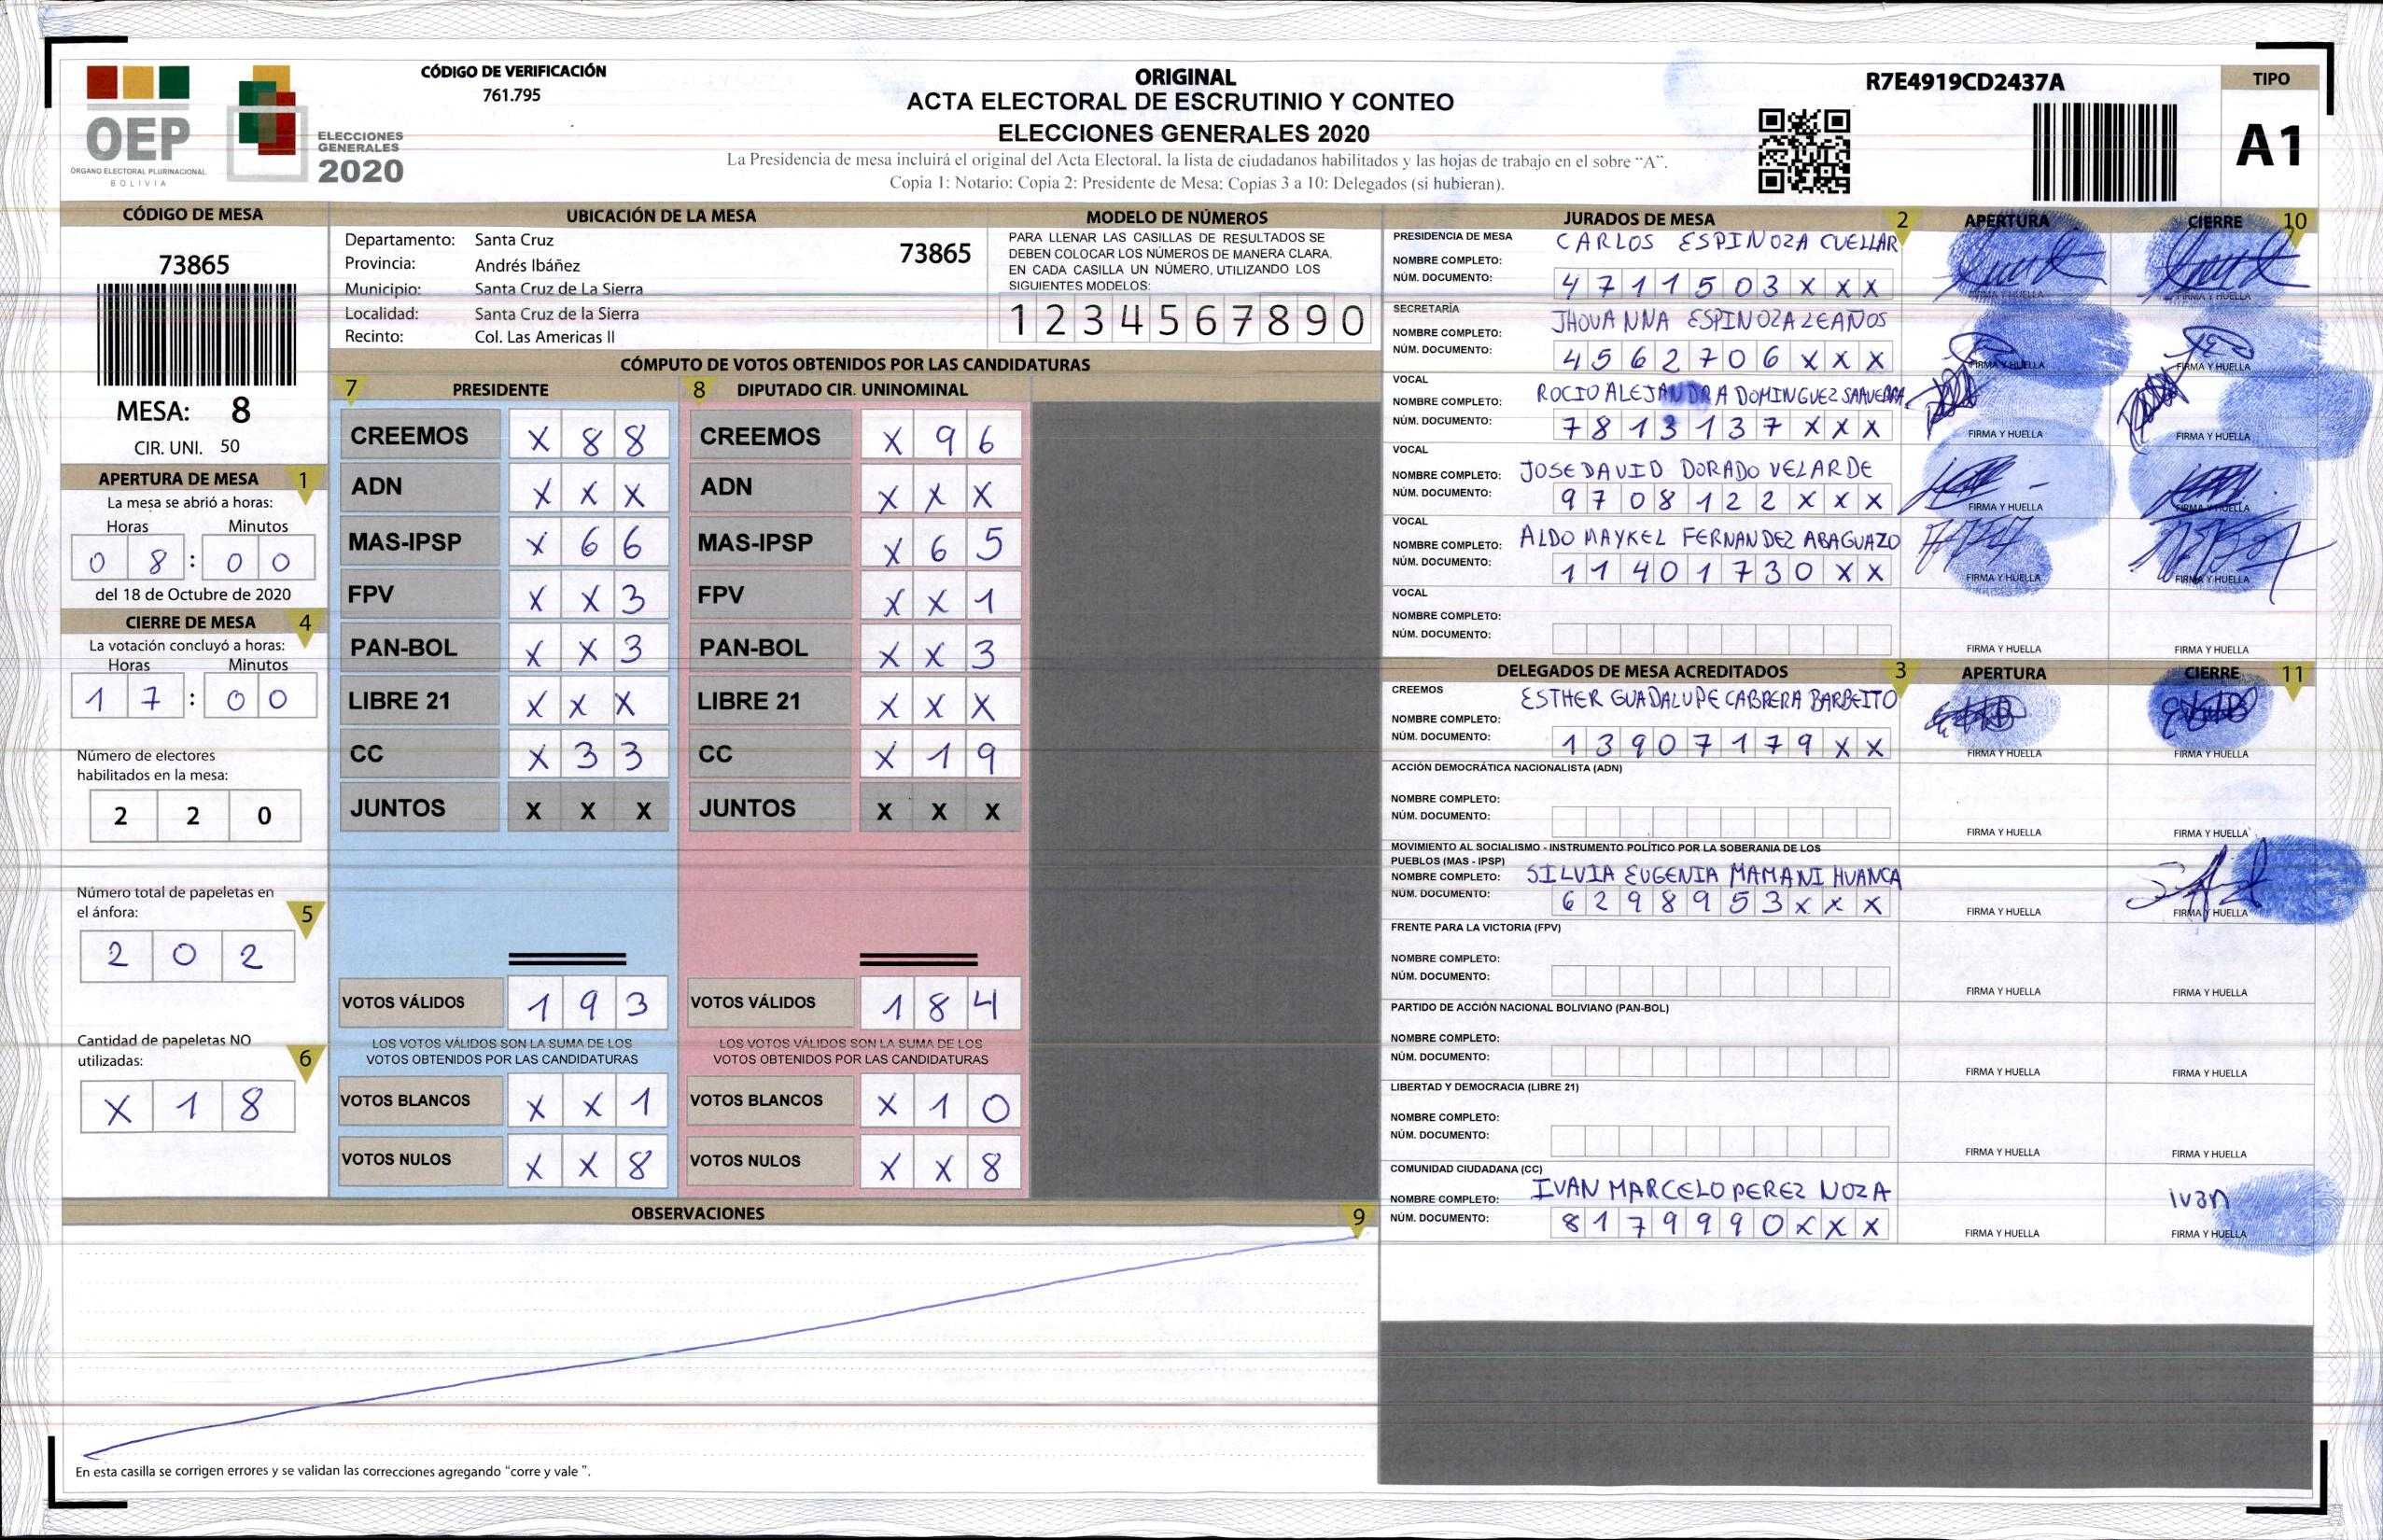 OEP
ÓRGANO ELECTORAL PLURINACIONAL
BOLIVIA
ELECCIONES
GENERALES
2020
CÓDIGO DE VERIFICACIÓN
761.795
ORIGINAL
ACTA ELECTORAL DE ESCRUTINIO Y CONTEO
ELECCIONES GENERALES 2020
La Presidencia de mesa incluirá el original del Acta Electoral, la lista de ciudadanos habilitados y las hojas de trabajo en el sobre “A”.
Copia 1: Notario; Copia 2: Presidente de Mesa; Copias 3 a 10: Delegados (si hubieran).
R7E4919CD2437A
TIPO
A1
CÓDIGO DE MESA
73865
MESA: 8
CIR. UNI. 50
APERTURA DE MESA 1
La mesa se abrió a horas:
Horas Minutos
0 8 : 0 0
del 18 de Octubre de 2020
CIERRE DE MESA 4
La votación concluyó a horas:
Horas Minutos
1 7 : 0 0
Número de electores
habilitados en la mesa:
2 2 0
Número total de papeletas en
el ánfora: 5
2 0 2
Cantidad de papeletas NO
utilizadas: 6
X 1 8
UBICACIÓN DE LA MESA
Departamento: Santa Cruz
73865
Provincia: Andrés Ibáñez
Municipio: Santa Cruz de La Sierra
Localidad: Santa Cruz de la Sierra
Recinto: Col. Las Americas II
MODELO DE NÚMEROS
PARA LLENAR LAS CASILLAS DE RESULTADOS SE
DEBEN COLOCAR LOS NÚMEROS DE MANERA CLARA,
EN CADA CASILLA UN NÚMERO, UTILIZANDO LOS
SIGUIENTES MODELOS:
1 2 3 4 5 6 7 8 9 0
CÓMPUTO DE VOTOS OBTENIDOS POR LAS CANDIDATURAS
7 PRESIDENTE
CREEMOS X 8 8
ADN X X X
MAS-IPSP X 6 6
FPV X X 3
PAN-BOL X X 3
LIBRE 21 X X X
CC X 3 3
JUNTOS X X X
VOTOS VÁLIDOS 1 9 3
LOS VOTOS VÁLIDOS SON LA SUMA DE LOS
VOTOS OBTENIDOS POR LAS CANDIDATURAS
VOTOS BLANCOS X X 1
VOTOS NULOS X X 8
8 DIPUTADO CIR. UNINOMINAL
CREEMOS X 9 6
ADN X X X
MAS-IPSP X 6 5
FPV X X 1
PAN-BOL X X 3
LIBRE 21 X X X
CC X 1 9
JUNTOS X X X
VOTOS VÁLIDOS 1 8 4
LOS VOTOS VÁLIDOS SON LA SUMA DE LOS
VOTOS OBTENIDOS POR LAS CANDIDATURAS
VOTOS BLANCOS X 1 0
VOTOS NULOS X X 8
OBSERVACIONES 9
En esta casilla se corrigen errores y se validan las correcciones agregando “corre y vale ”.
JURADOS DE MESA 2 APERTURA CIERRE 10
PRESIDENCIA DE MESA
NOMBRE COMPLETO: CARLOS ESPINOZA CUELLAR
NÚM. DOCUMENTO: 4 7 1 1 5 0 3 X X X
FIRMA Y HUELLA FIRMA Y HUELLA
SECRETARÍA
NOMBRE COMPLETO: JHOVANNA ESPINOZA LEAÑOS
NÚM. DOCUMENTO: 4 5 6 2 7 0 6 X X X
FIRMA Y HUELLA FIRMA Y HUELLA
VOCAL
NOMBRE COMPLETO: ROCIO ALEJANDRA DOMINGUEZ SAAVEDRA
NÚM. DOCUMENTO: 7 8 1 3 1 3 7 X X X
FIRMA Y HUELLA FIRMA Y HUELLA
VOCAL
NOMBRE COMPLETO: JOSE DAVID DORADO VELARDE
NÚM. DOCUMENTO: 9 7 0 8 1 2 2 X X X
FIRMA Y HUELLA FIRMA Y HUELLA
VOCAL
NOMBRE COMPLETO: ALDO MAYKEL FERNANDEZ ABAGUAZO
NÚM. DOCUMENTO: 1 1 4 0 1 7 3 0 X X
FIRMA Y HUELLA FIRMA Y HUELLA
VOCAL
NOMBRE COMPLETO:
NÚM. DOCUMENTO:
FIRMA Y HUELLA FIRMA Y HUELLA
DELEGADOS DE MESA ACREDITADOS 3 APERTURA CIERRE 11
CREEMOS
NOMBRE COMPLETO: ESTHER GUADALUPE CABRERA BARBEITO
NÚM. DOCUMENTO: 1 3 9 0 7 1 7 9 X X
FIRMA Y HUELLA FIRMA Y HUELLA
ACCIÓN DEMOCRÁTICA NACIONALISTA (ADN)
NOMBRE COMPLETO:
NÚM. DOCUMENTO:
FIRMA Y HUELLA FIRMA Y HUELLA
MOVIMIENTO AL SOCIALISMO - INSTRUMENTO POLÍTICO POR LA SOBERANIA DE LOS
PUEBLOS (MAS - IPSP)
NOMBRE COMPLETO: SILVIA EUGENIA MAMANI HUANCA
NÚM. DOCUMENTO: 6 2 9 8 9 5 3 X X X
FIRMA Y HUELLA FIRMA Y HUELLA
FRENTE PARA LA VICTORIA (FPV)
NOMBRE COMPLETO:
NÚM. DOCUMENTO:
FIRMA Y HUELLA FIRMA Y HUELLA
PARTIDO DE ACCIÓN NACIONAL BOLIVIANO (PAN-BOL)
NOMBRE COMPLETO:
NÚM. DOCUMENTO:
FIRMA Y HUELLA FIRMA Y HUELLA
LIBERTAD Y DEMOCRACIA (LIBRE 21)
NOMBRE COMPLETO:
NÚM. DOCUMENTO:
FIRMA Y HUELLA FIRMA Y HUELLA
COMUNIDAD CIUDADANA (CC)
NOMBRE COMPLETO: IVAN MARCELO PEREZ NOZA
NÚM. DOCUMENTO: 8 1 7 9 9 9 0 X X X
ivan
FIRMA Y HUELLA FIRMA Y HUELLA